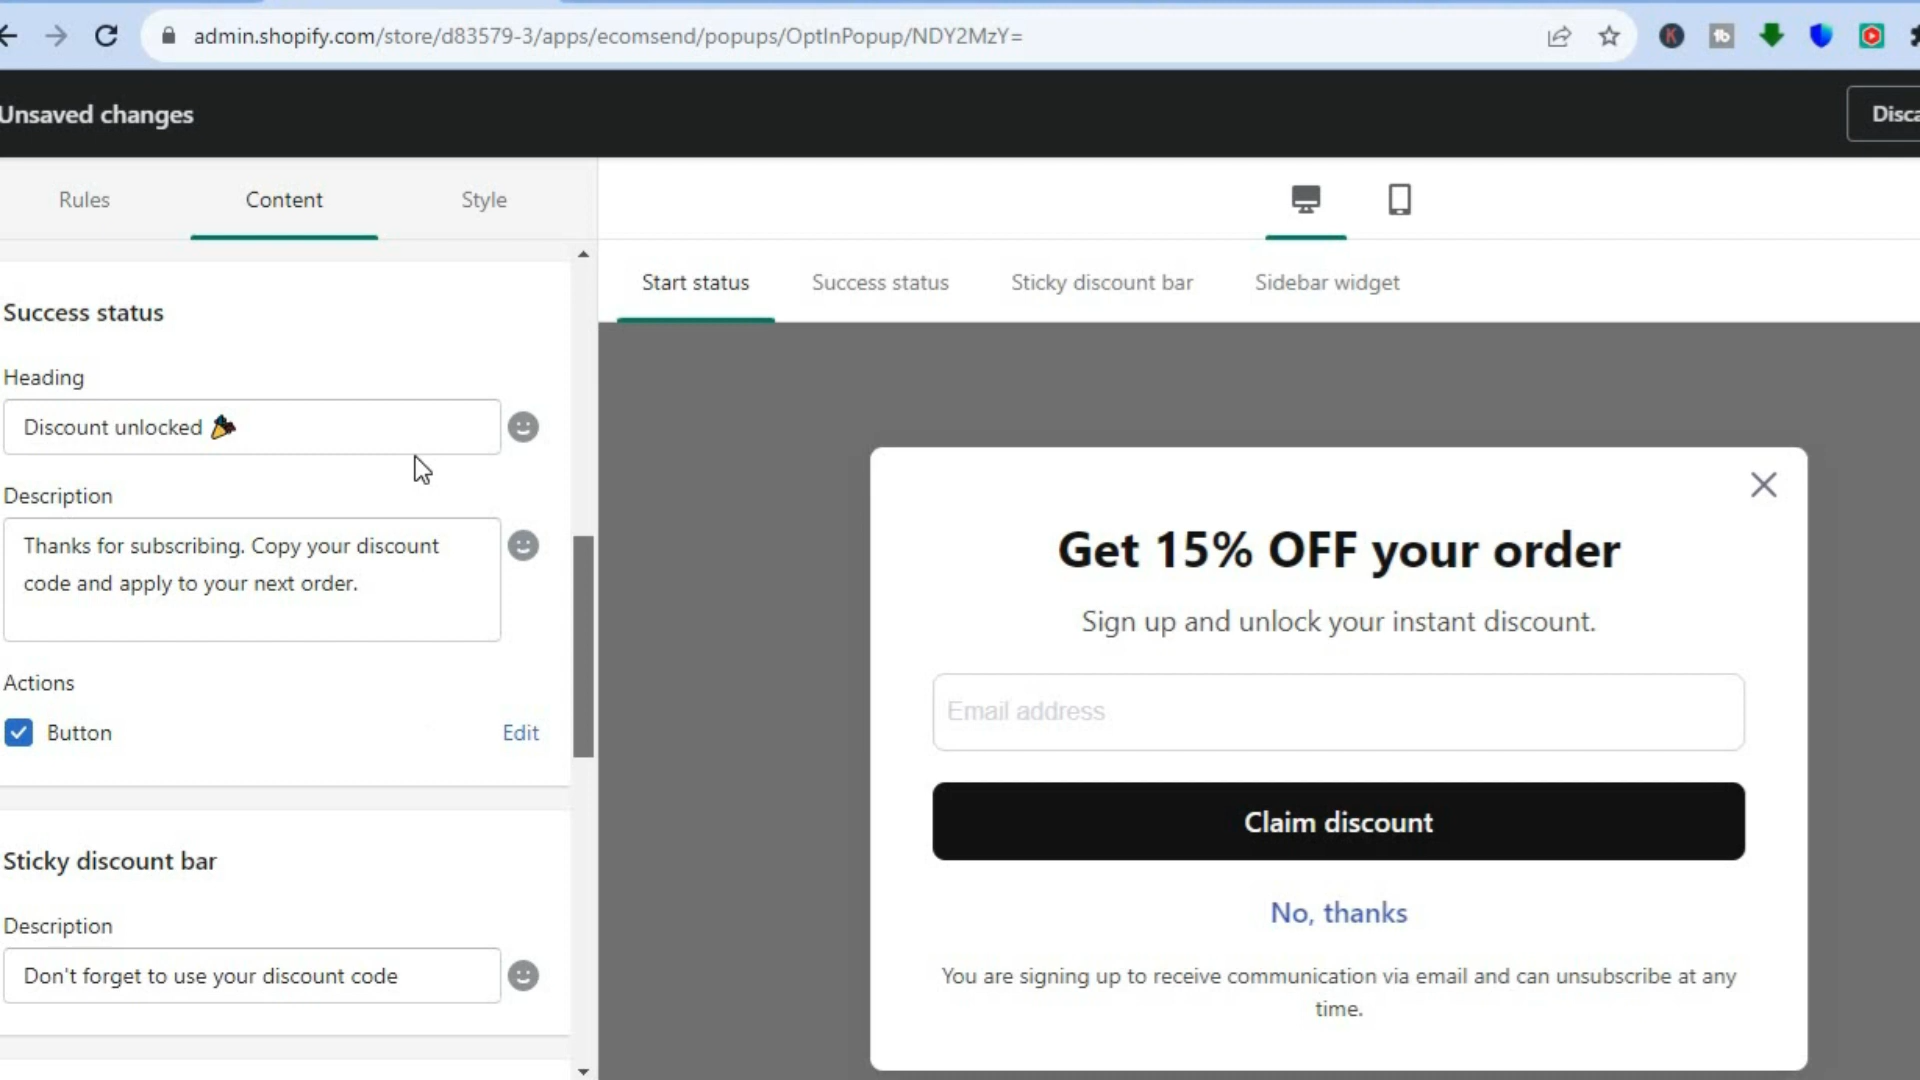 admin.shopify.com/store/d83579-3/apps/ecomsend/popups/OptInPopup/NDY2MzY=
Unsaved changes
Rules
Content
Style
Success status
Heading
Discount unlocked 🎉
Description
Thanks for subscribing. Copy your discount
code and apply to your next order.
Actions
Button
Edit
Sticky discount bar
Description
Don't forget to use your discount code
Start status
Success status
Sticky discount bar
Sidebar widget
Get 15% OFF your order
Sign up and unlock your instant discount.
Email address
Claim discount
No, thanks
You are signing up to receive communication via email and can unsubscribe at any
time.